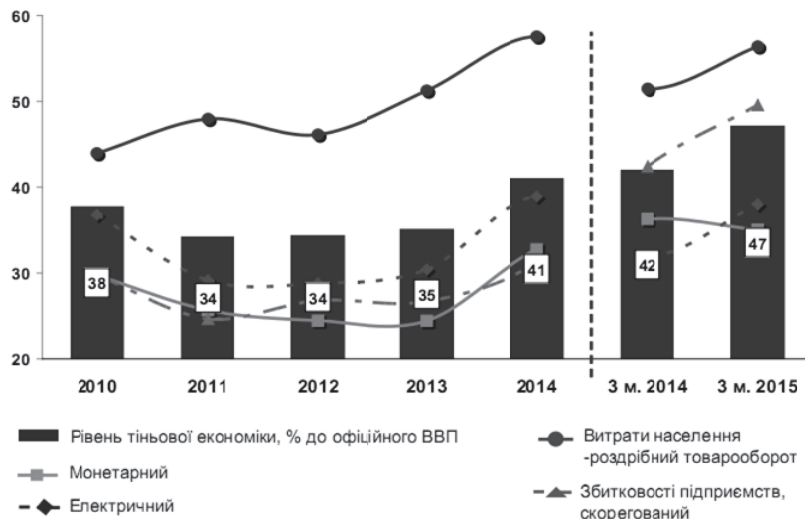 60
50
40
30
20
38
34
34
35
41
42
47
2010
2011
2012
2013
2014
3 м. 2014
3 м. 2015
Рівень тіньової економіки, % до офіційного ВВП
Монетарний
Електричний
Витрати населення
-роздрібний товарооборот
Збитковості підприємств,
скорегований